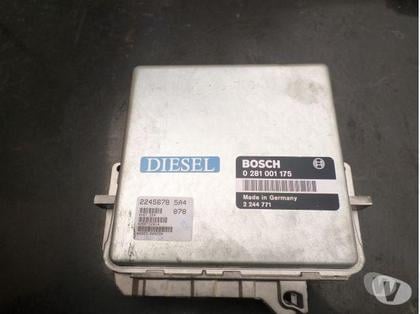 DIESEL
BOSCH
0 281 001 175
Made in Germany
2 244 771
2245678 5A4
078